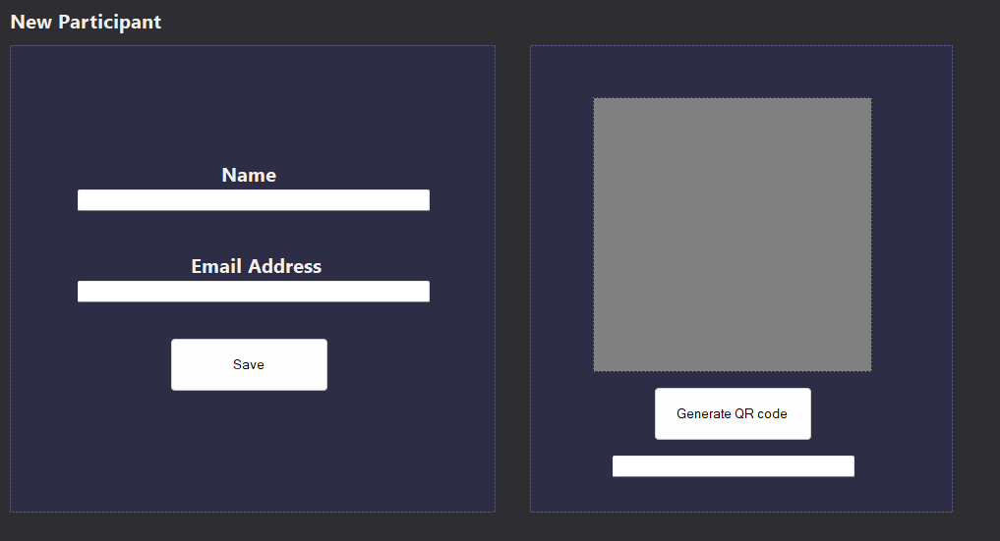 New Participant
Name
Email Address
Save
Generate QR code